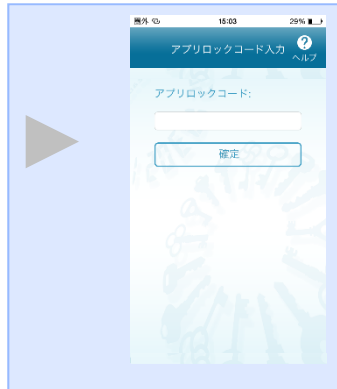 圏外 15:03 29%
アプリロックコード入力 ?
ヘルプ
アプリロックコード:
確定